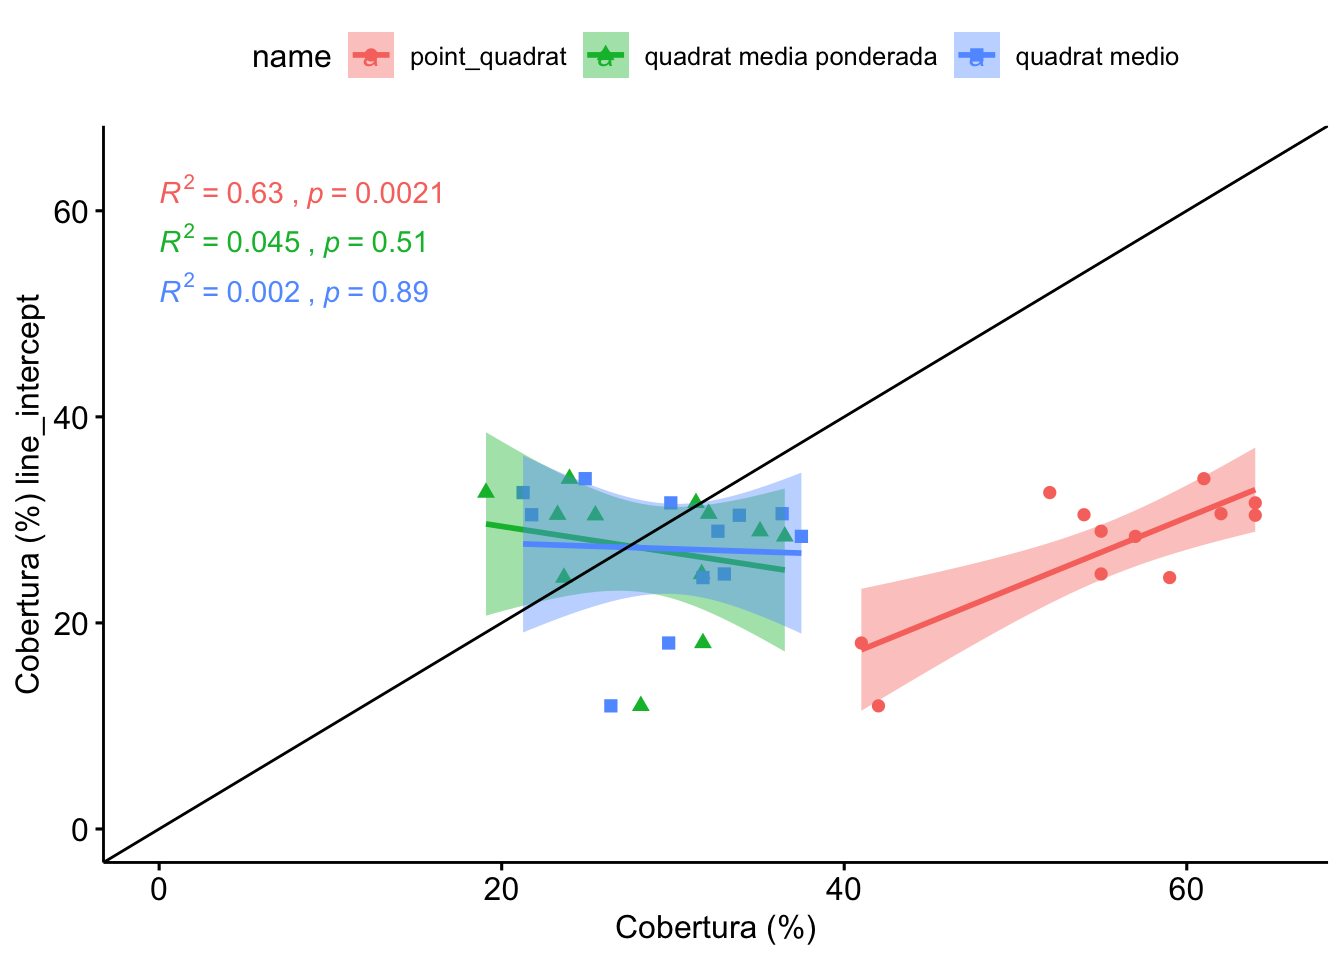 name point_quadrat quadrat media ponderada quadrat medio
R² = 0.63 , p = 0.0021
R² = 0.045 , p = 0.51
R² = 0.002 , p = 0.89
Cobertura (%) line_intercept
60
40
20
0
0 20 40 60
Cobertura (%)